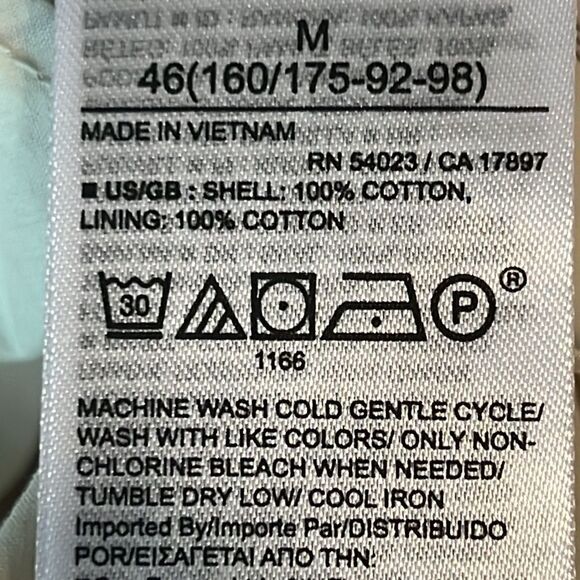 M
46(160/175-92-98)
MADE IN VIETNAM
RN 54023 / CA 17897
■ US/GB : SHELL: 100% COTTON,
LINING: 100% COTTON
30
P
®
1166
MACHINE WASH COLD GENTLE CYCLE/
WASH WITH LIKE COLORS/ ONLY NON-
CHLORINE BLEACH WHEN NEEDED/
TUMBLE DRY LOW/ COOL IRON
Imported By/Importe Par/DISTRIBUIDO
POR/ΕΙΣΑΓΕΤΑΙ ΑΠΟ ΤΗΝ: